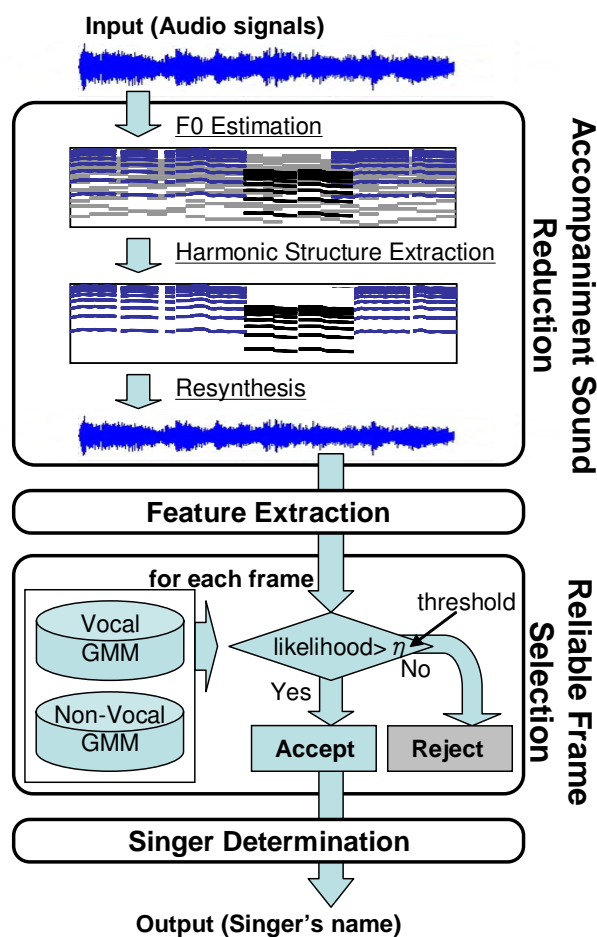 Input (Audio signals)
F0 Estimation
Harmonic Structure Extraction
Resynthesis
Accompaniment Sound
Reduction
Feature Extraction
for each frame
threshold
Vocal
GMM
likelihood> η
No
Yes
Non-Vocal
GMM
Accept
Reject
Reliable Frame
Selection
Singer Determination
Output (Singer's name)